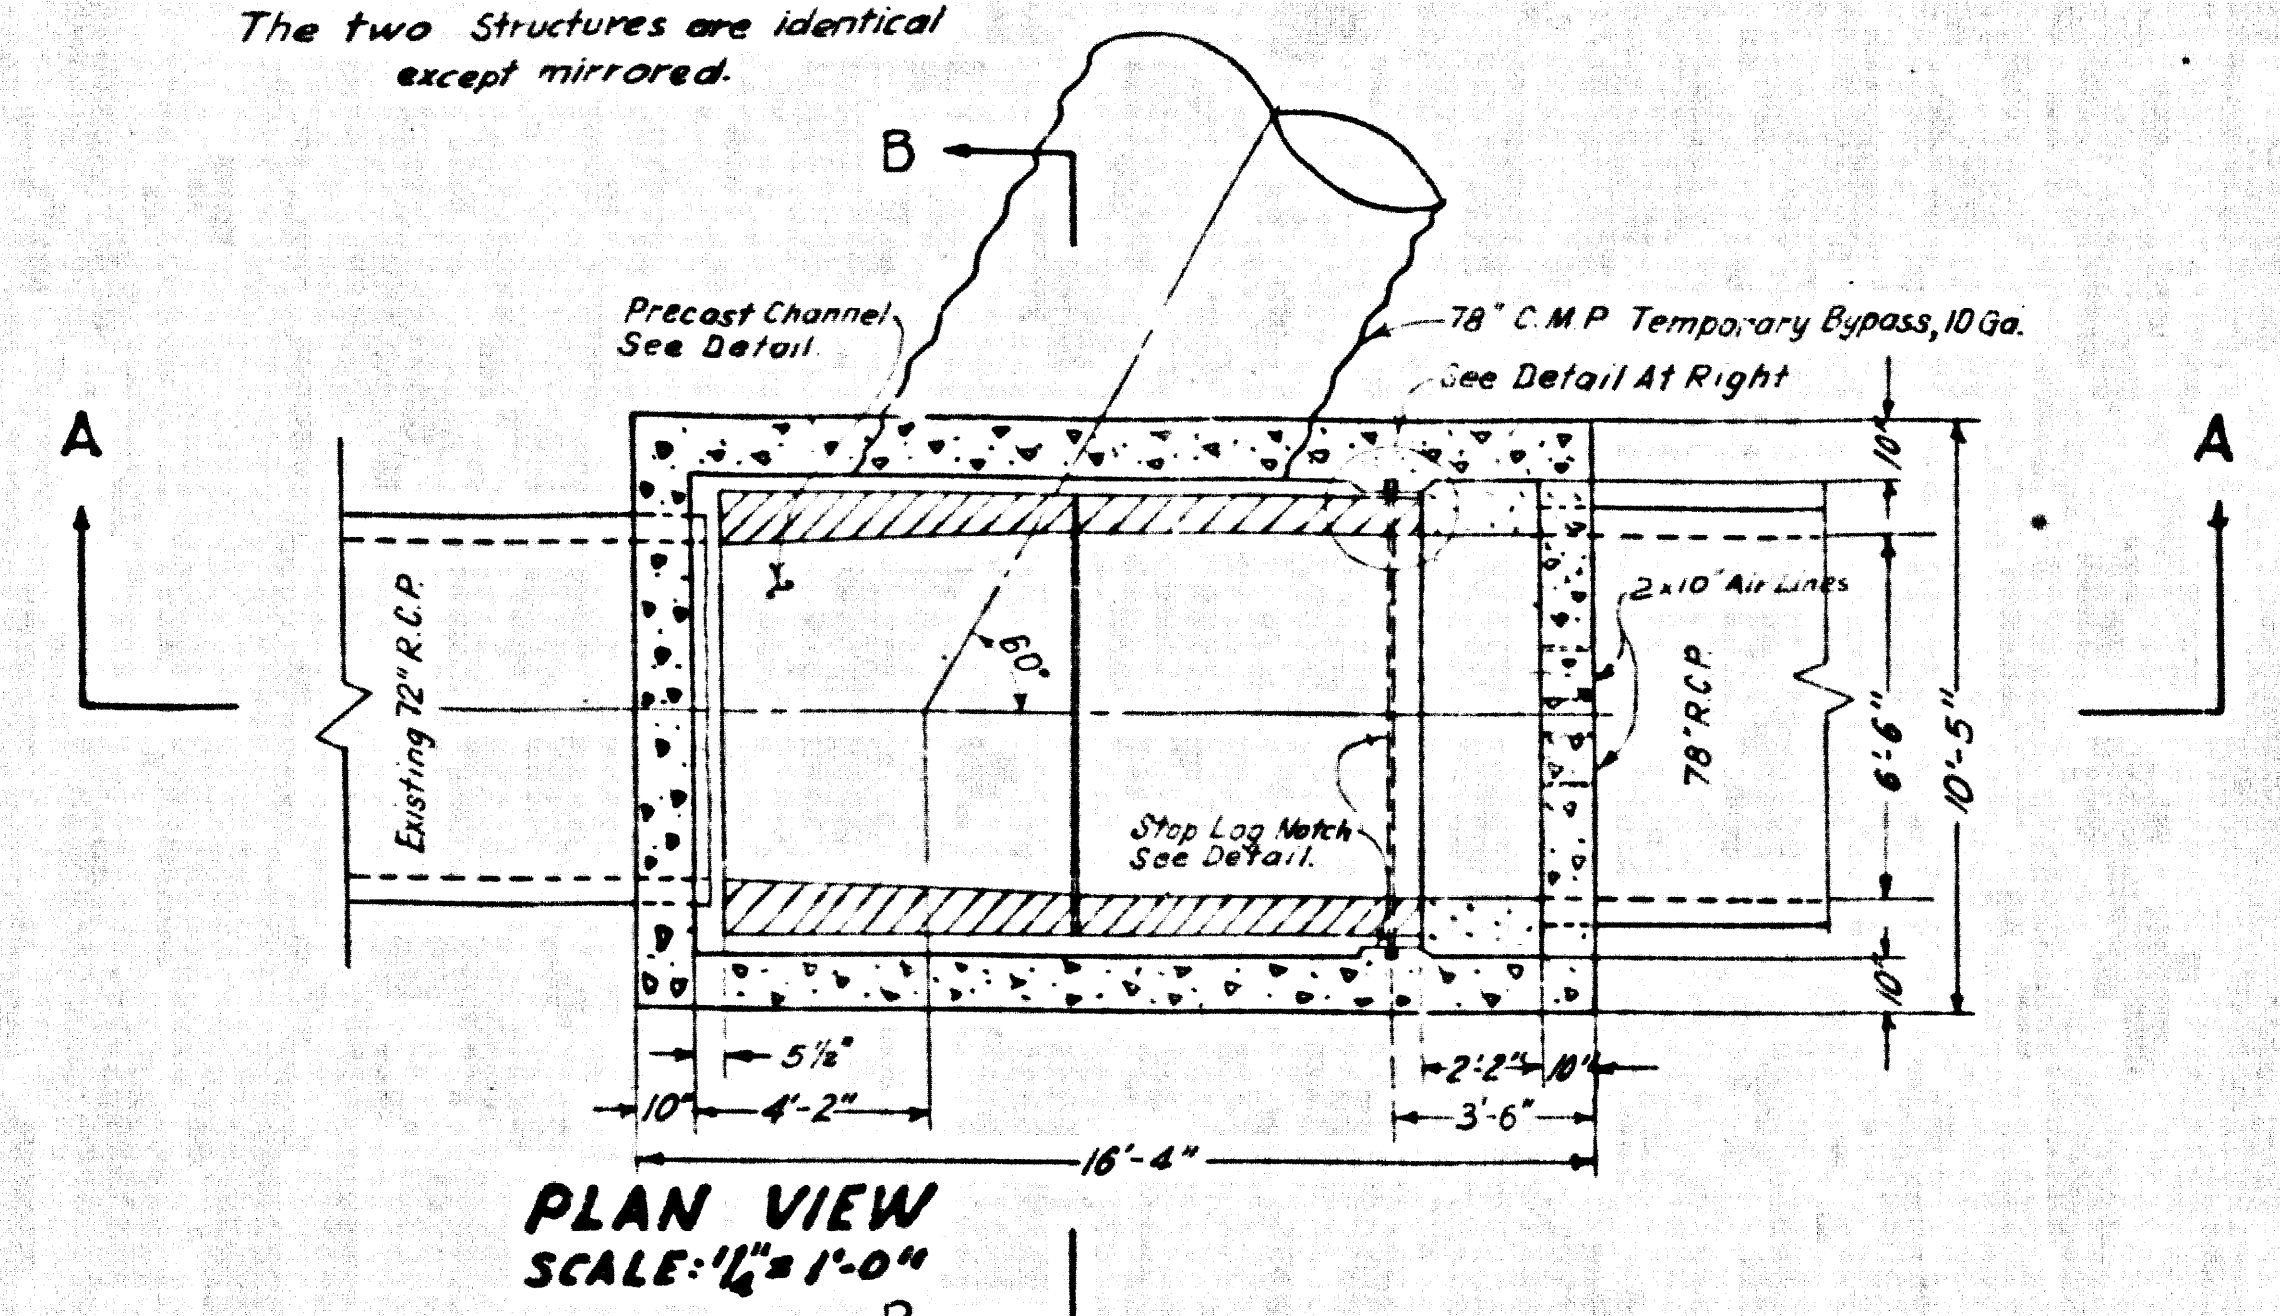 The two Structures are identical
except mirrored.
B
Precast Channel
See Detail.
78" C.M.P Temporary Bypass, 10 Ga.
See Detail At Right
A
A
10"
2x10" Air Lines
60°
Existing 72" R.C.P.
78" R.C.P.
6'-6"
10'-5"
Stop Log Notch
See Detail.
10"
5½"
2'-2"
10"
10"
4'-2"
3'-6"
16'-4"
PLAN VIEW
SCALE: 1/4" = 1'-0"